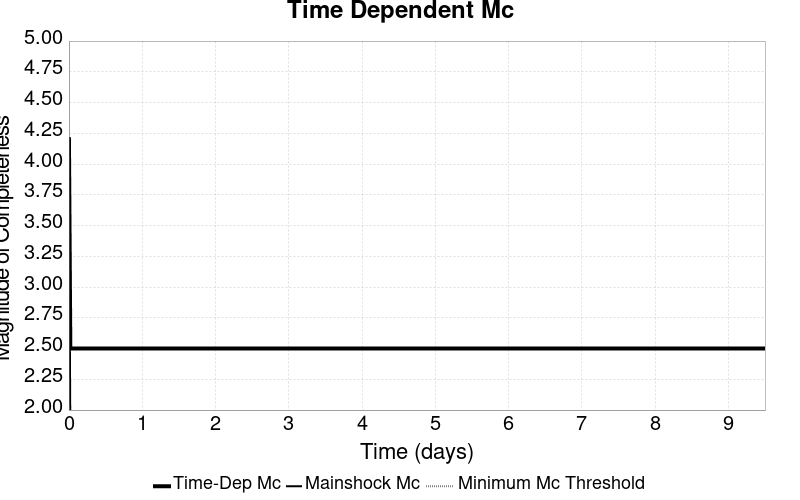 Time Dependent Mc
5.00
4.75
4.50
4.25
4.00
3.75
3.50
3.25
3.00
2.75
2.50
2.25
2.00
Magnitude of Completeness
0 1 2 3 4 5 6 7 8 9
Time (days)
Time-Dep Mc Mainshock Mc Minimum Mc Threshold